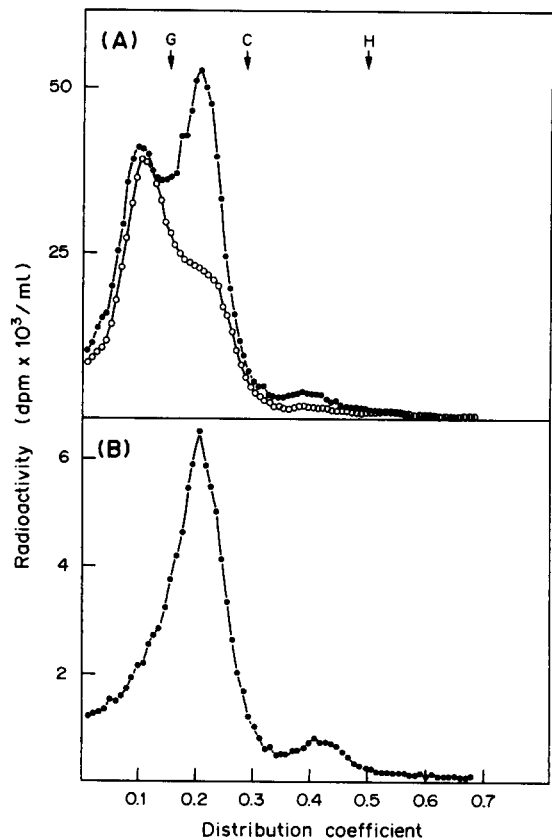 (A)
G C H
50
25
Radioactivity (dpm x 10³/ml)
(B)
6
4
2
0.1 0.2 0.3 0.4 0.5 0.6 0.7
Distribution coefficient